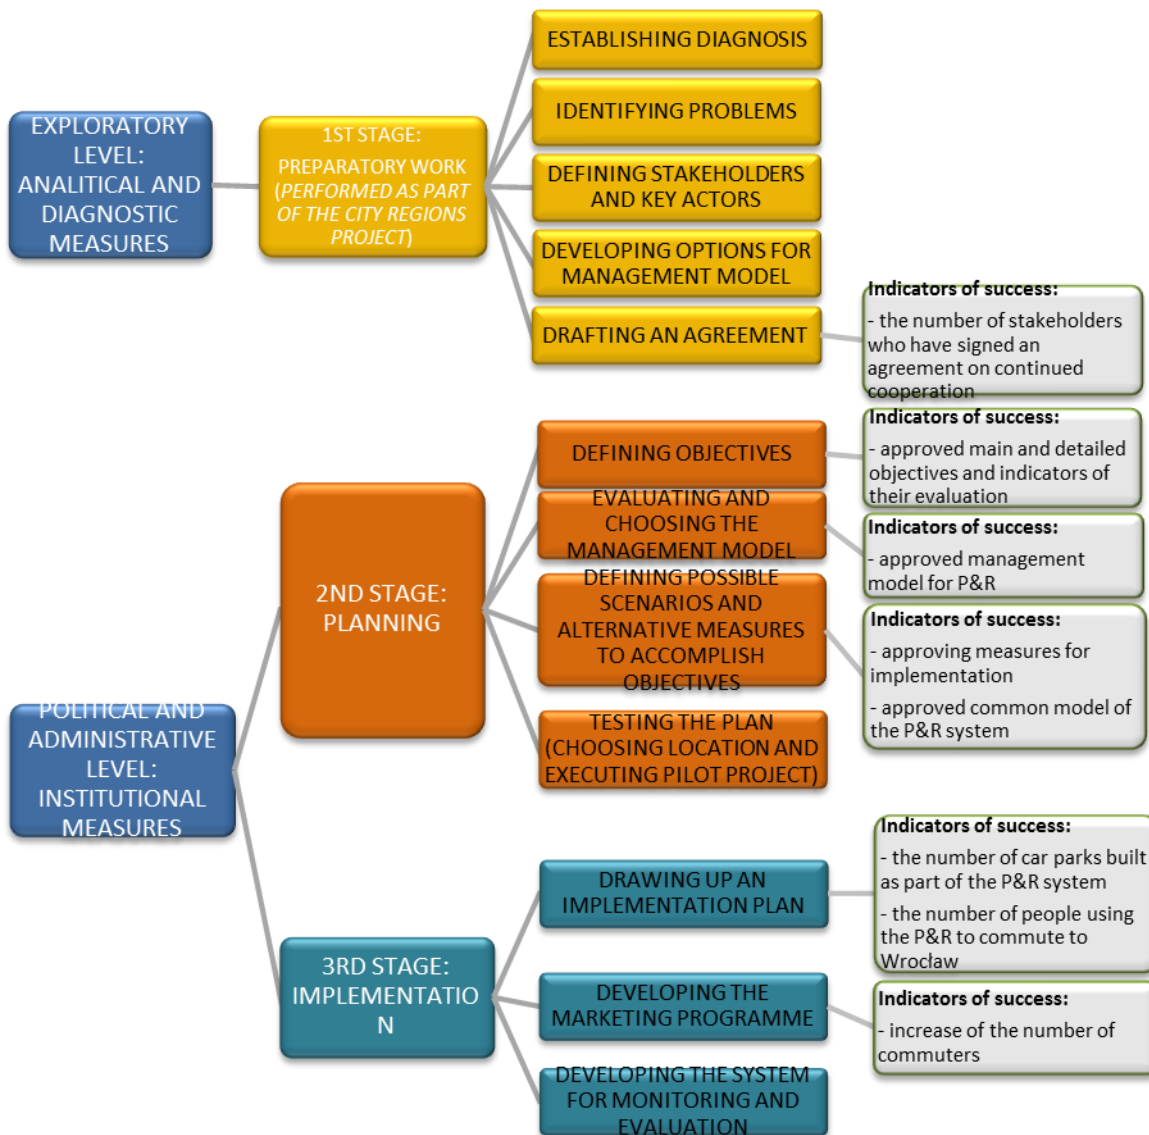 EXPLORATORY
LEVEL:
ANALITICAL AND
DIAGNOSTIC
MEASURES
1ST STAGE:
PREPARATORY WORK
(PERFORMED AS PART
OF THE CITY REGIONS
PROJECT)
ESTABLISHING DIAGNOSIS
IDENTIFYING PROBLEMS
DEFINING STAKEHOLDERS
AND KEY ACTORS
DEVELOPING OPTIONS FOR
MANAGEMENT MODEL
DRAFTING AN AGREEMENT
Indicators of success:
- the number of stakeholders
who have signed an
agreement on continued
cooperation
POLITICAL AND
ADMINISTRATIVE
LEVEL:
INSTITUTIONAL
MEASURES
2ND STAGE:
PLANNING
DEFINING OBJECTIVES
Indicators of success:
- approved main and detailed
objectives and indicators of
their evaluation
EVALUATING AND
CHOOSING THE
MANAGEMENT MODEL
Indicators of success:
- approved management
model for P&R
DEFINING POSSIBLE
SCENARIOS AND
ALTERNATIVE MEASURES
TO ACCOMPLISH
OBJECTIVES
Indicators of success:
- approving measures for
implementation
- approved common model of
the P&R system
TESTING THE PLAN
(CHOOSING LOCATION AND
EXECUTING PILOT PROJECT)
3RD STAGE:
IMPLEMENTATIO
N
DRAWING UP AN
IMPLEMENTATION PLAN
Indicators of success:
- the number of car parks built
as part of the P&R system
- the number of people using
the P&R to commute to
Wrocław
DEVELOPING THE
MARKETING PROGRAMME
Indicators of success:
- increase of the number of
commuters
DEVELOPING THE SYSTEM
FOR MONITORING AND
EVALUATION